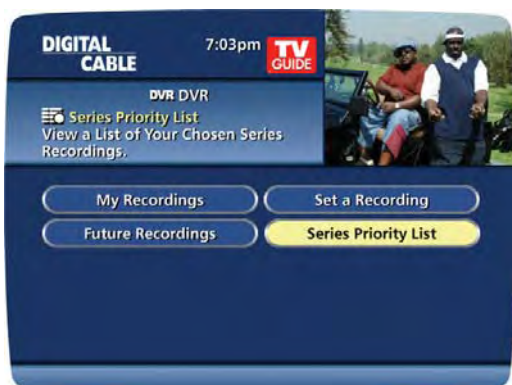 DIGITAL
CABLE
7:03pm
TV
GUIDE
DVR DVR
Series Priority List
View a List of Your Chosen Series
Recordings.
My Recordings
Set a Recording
Future Recordings
Series Priority List